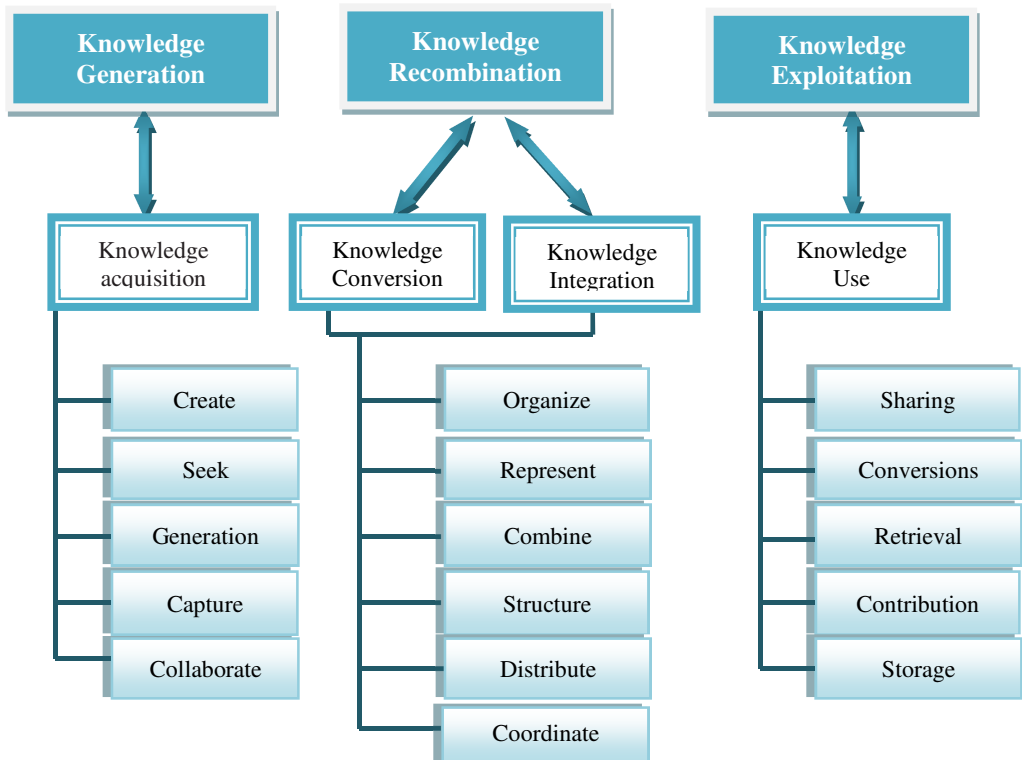 Knowledge
Generation
Knowledge
Recombination
Knowledge
Exploitation
Knowledge
acquisition
Knowledge
Conversion
Knowledge
Integration
Knowledge
Use
Create
Seek
Generation
Capture
Collaborate
Organize
Represent
Combine
Structure
Distribute
Coordinate
Sharing
Conversions
Retrieval
Contribution
Storage